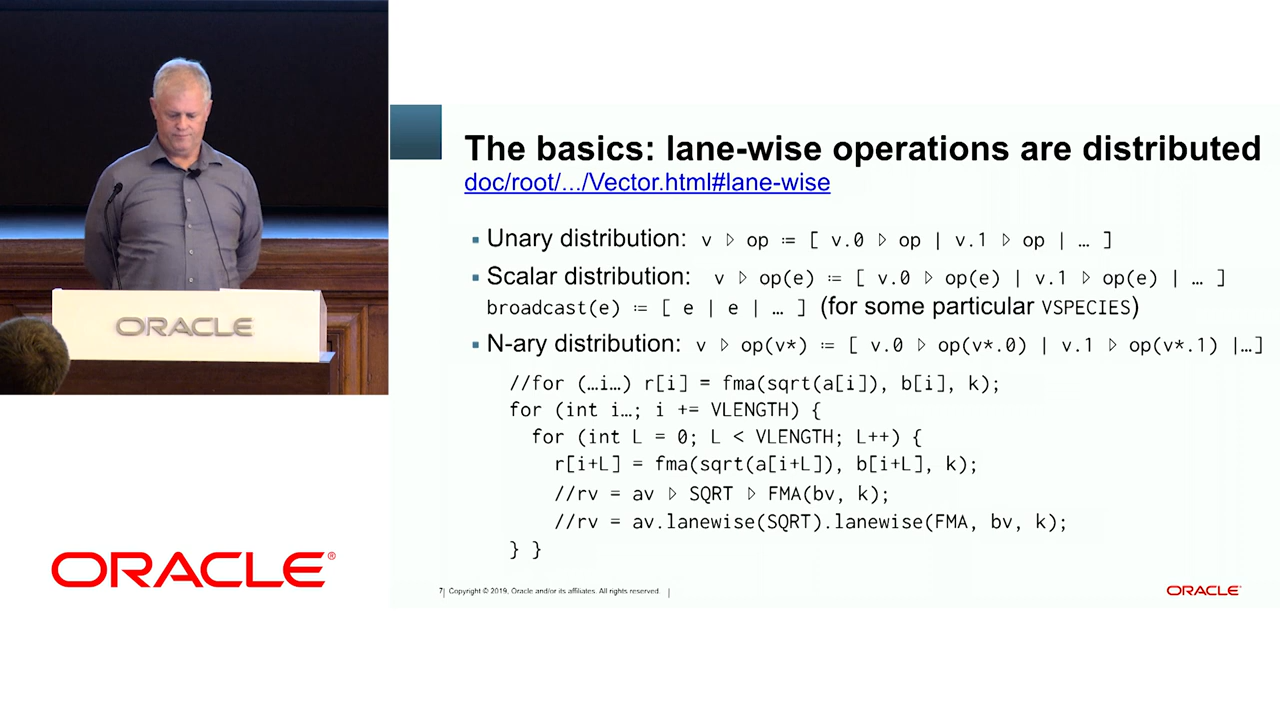 The basics: lane-wise operations are distributed
doc/root/.../Vector.html#lane-wise
▪ Unary distribution: v ▷ op ≔ [ v.0 ▷ op | v.1 ▷ op | … ]
▪ Scalar distribution: v ▷ op(e) ≔ [ v.0 ▷ op(e) | v.1 ▷ op(e) | … ]
broadcast(e) ≔ [ e | e | … ] (for some particular VSPECIES)
▪ N-ary distribution: v ▷ op(v*) ≔ [ v.0 ▷ op(v*.0) | v.1 ▷ op(v*.1) |…]
//for (…i…) r[i] = fma(sqrt(a[i]), b[i], k);
for (int i…; i += VLENGTH) {
for (int L = 0; L < VLENGTH; L++) {
r[i+L] = fma(sqrt(a[i+L]), b[i+L], k);
//rv = av ▷ SQRT ▷ FMA(bv, k);
//rv = av.lanewise(SQRT).lanewise(FMA, bv, k);
} }
7| Copyright © 2019, Oracle and/or its affiliates. All rights reserved. |
ORACLE®
ORACLE
ORACLE®